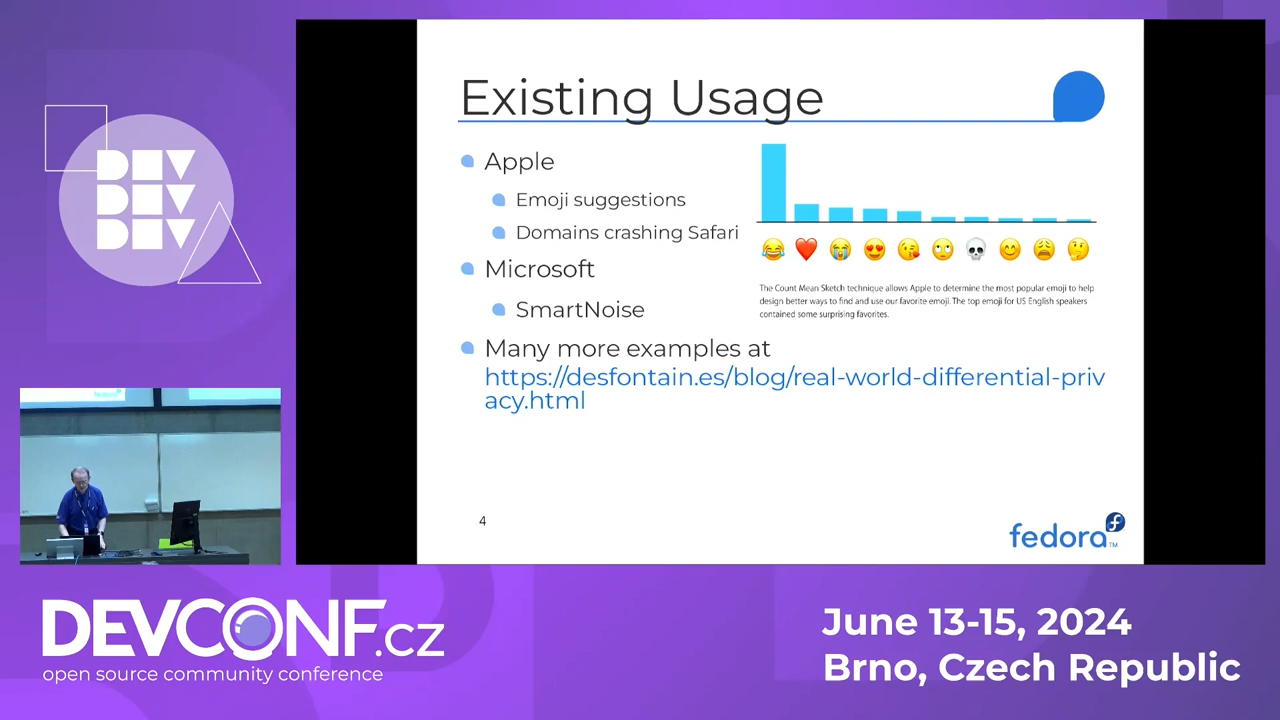 DEV
DEV
DEV
Existing Usage
Apple
Emoji suggestions
Domains crashing Safari
Microsoft
SmartNoise
Many more examples at
https://desfontain.es/blog/real-world-differential-priv
acy.html
The Count Mean Sketch technique allows Apple to determine the most popular emoji to help
design better ways to find and use our favorite emoji. The top emoji for US English speakers
contained some surprising favorites.
4
fedora™
DEVCONF.cz
open source community conference
June 13-15, 2024
Brno, Czech Republic